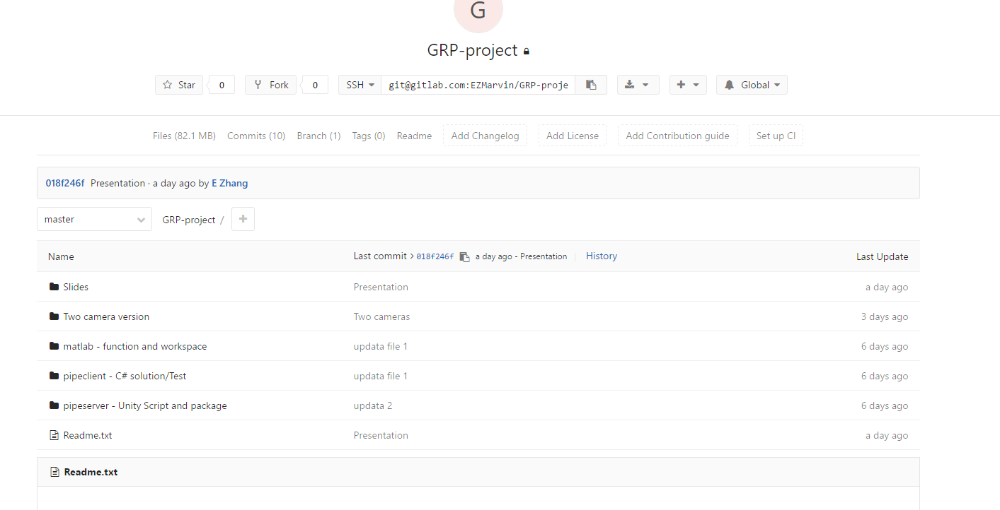 G
GRP-project
Star 0 Fork 0 SSH git@gitlab.com:EZMarvin/GRP-proje Global
Files (82.1 MB) Commits (10) Branch (1) Tags (0) Readme Add Changelog Add License Add Contribution guide Set up CI
018f246f Presentation · a day ago by E Zhang
master GRP-project / +
Name Last commit > 018f246f a day ago - Presentation History Last Update
Slides Presentation a day ago
Two camera version Two cameras 3 days ago
matlab - function and workspace updata file 1 6 days ago
pipeclient - C# solution/Test updata file 1 6 days ago
pipeserver - Unity Script and package updata 2 6 days ago
Readme.txt Presentation a day ago
Readme.txt